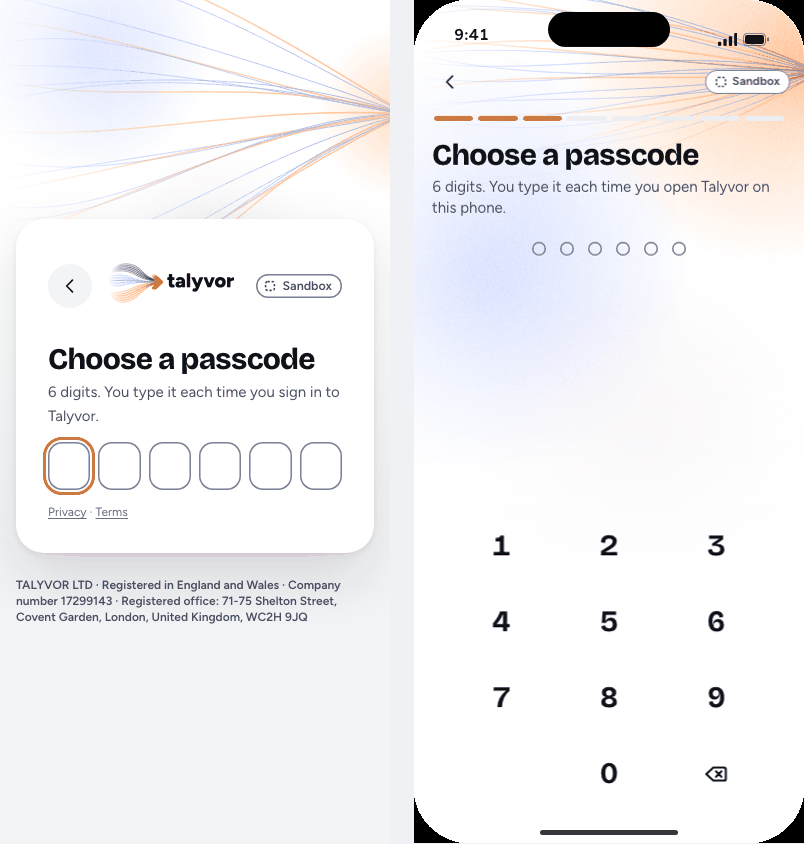 talyvor
Sandbox
Choose a passcode
6 digits. You type it each time you sign in to
Talyvor.
Privacy · Terms
TALYVOR LTD · Registered in England and Wales · Company
number 17299143 · Registered office: 71-75 Shelton Street,
Covent Garden, London, United Kingdom, WC2H 9JQ
9:41
Sandbox
Choose a passcode
6 digits. You type it each time you open Talyvor on
this phone.
1 2 3
4 5 6
7 8 9
0